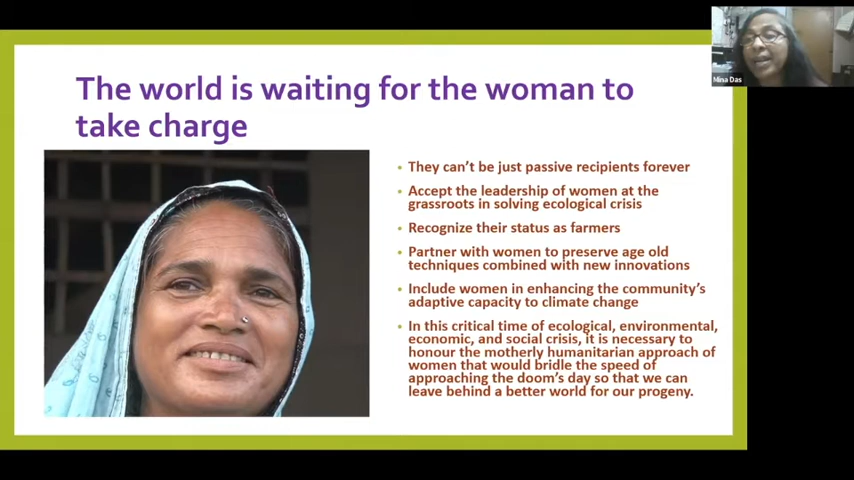 Mina Das
The world is waiting for the woman to
take charge
• They can't be just passive recipients forever
• Accept the leadership of women at the
grassroots in solving ecological crisis
• Recognize their status as farmers
• Partner with women to preserve age old
techniques combined with new innovations
• Include women in enhancing the community's
adaptive capacity to climate change
• In this critical time of ecological, environmental,
economic, and social crisis, it is necessary to
honour the motherly humanitarian approach of
women that would bridle the speed of
approaching the doom's day so that we can
leave behind a better world for our progeny.